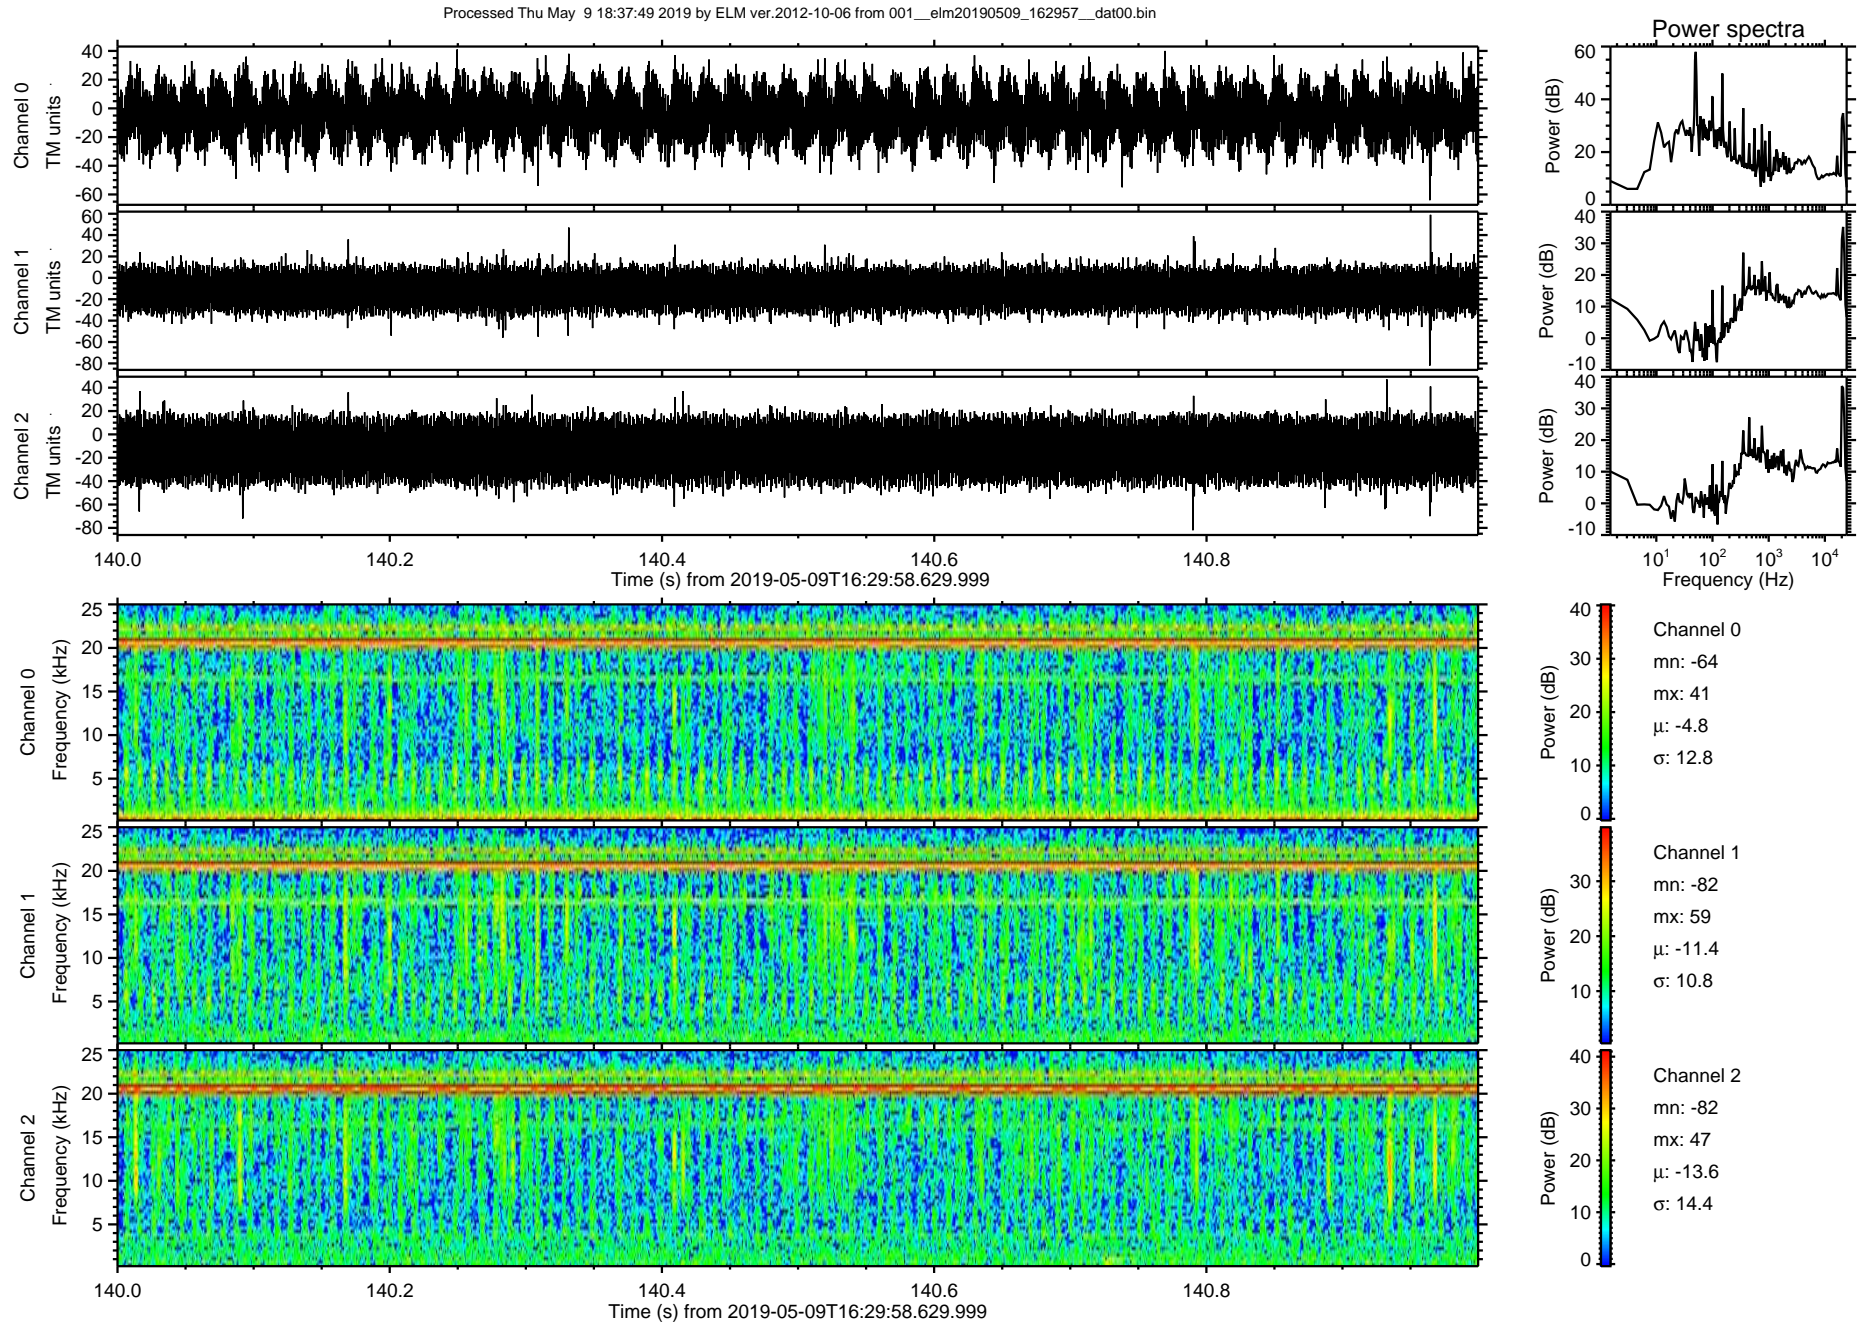 Processed Thu May  9 18:37:49 2019 by ELM ver.2012-10-06 from 001__elm20190509_162957__dat00.bin
Power spectra
Channel 0
TM units
40
20
0
-20
-40
-60
Power (dB)
60
40
20
0
Channel 1
TM units
60
40
20
0
-20
-40
-60
-80
Power (dB)
40
30
20
10
0
-10
Channel 2
TM units
40
20
0
-20
-40
-60
-80
Power (dB)
40
30
20
10
0
-10
140.0 140.2 140.4 140.6 140.8
Time (s) from 2019-05-09T16:29:58.629.999
10¹ 10² 10³ 10⁴
Frequency (Hz)
Channel 0
Frequency (kHz)
25
20
15
10
5
Power (dB)
40
30
20
10
0
Channel 0
mn: -64
mx: 41
μ: -4.8
σ: 12.8
Channel 1
Frequency (kHz)
25
20
15
10
5
Power (dB)
30
20
10
Channel 1
mn: -82
mx: 59
μ: -11.4
σ: 10.8
Channel 2
Frequency (kHz)
25
20
15
10
5
Power (dB)
40
30
20
10
0
Channel 2
mn: -82
mx: 47
μ: -13.6
σ: 14.4
140.0 140.2 140.4 140.6 140.8
Time (s) from 2019-05-09T16:29:58.629.999